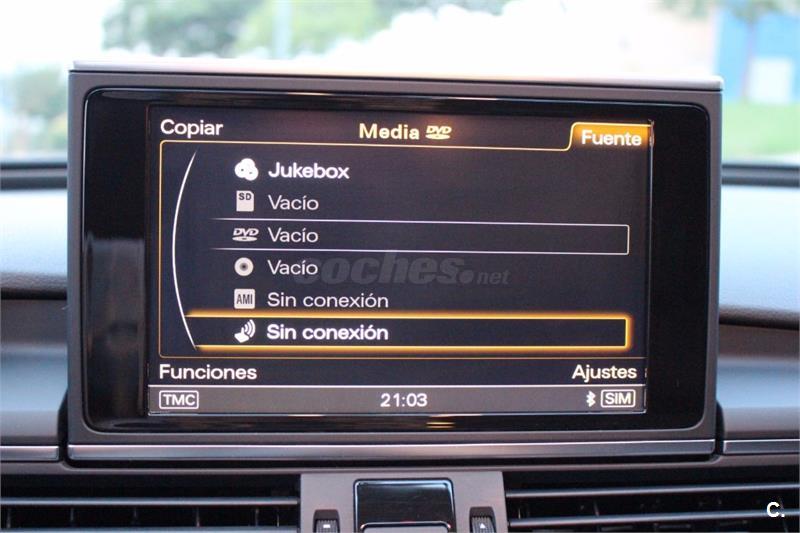 Copiar
Media DVD
Fuente
Jukebox
SD Vacío
DVD Vacío
Vacío
coches.net
AMI Sin conexión
Sin conexión
Funciones
Ajustes
TMC
21:03
SIM
C.